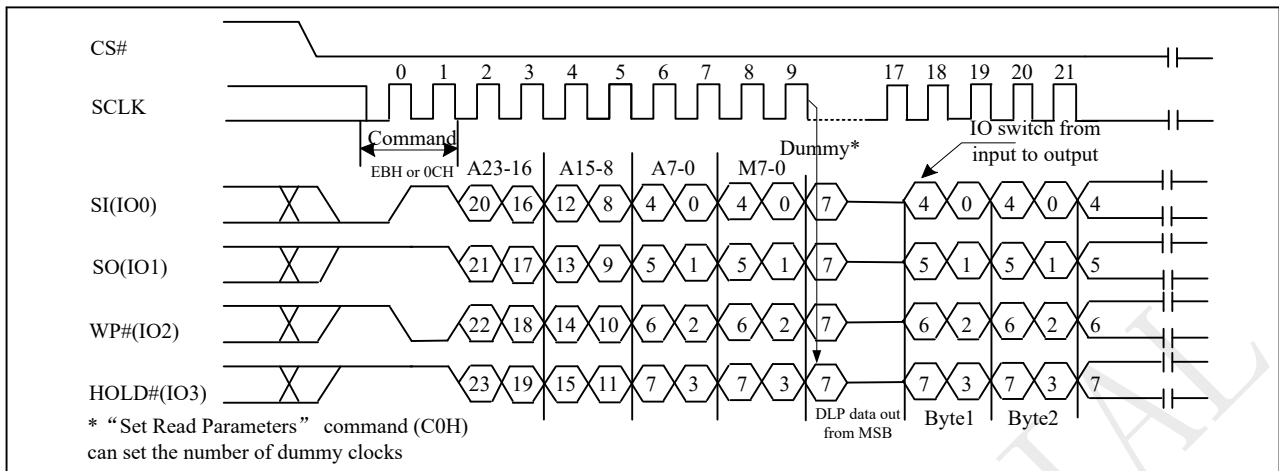 CS#
0 1 2 3 4 5 6 7 8 9 17 18 19 20 21
SCLK
Command
Dummy*
IO switch from
input to output
EBH or 0CH
A23-16 A15-8 A7-0 M7-0
SI(IO0) 20 16 12 8 4 0 4 0 7 4 0 4 0 4
SO(IO1) 21 17 13 9 5 1 5 1 7 5 1 5 1 5
WP#(IO2) 22 18 14 10 6 2 6 2 7 6 2 6 2 6
HOLD#(IO3) 23 19 15 11 7 3 7 3 7 7 3 7 3 7
DLP data out
from MSB
Byte1 Byte2
* “Set Read Parameters” command (C0H)
can set the number of dummy clocks